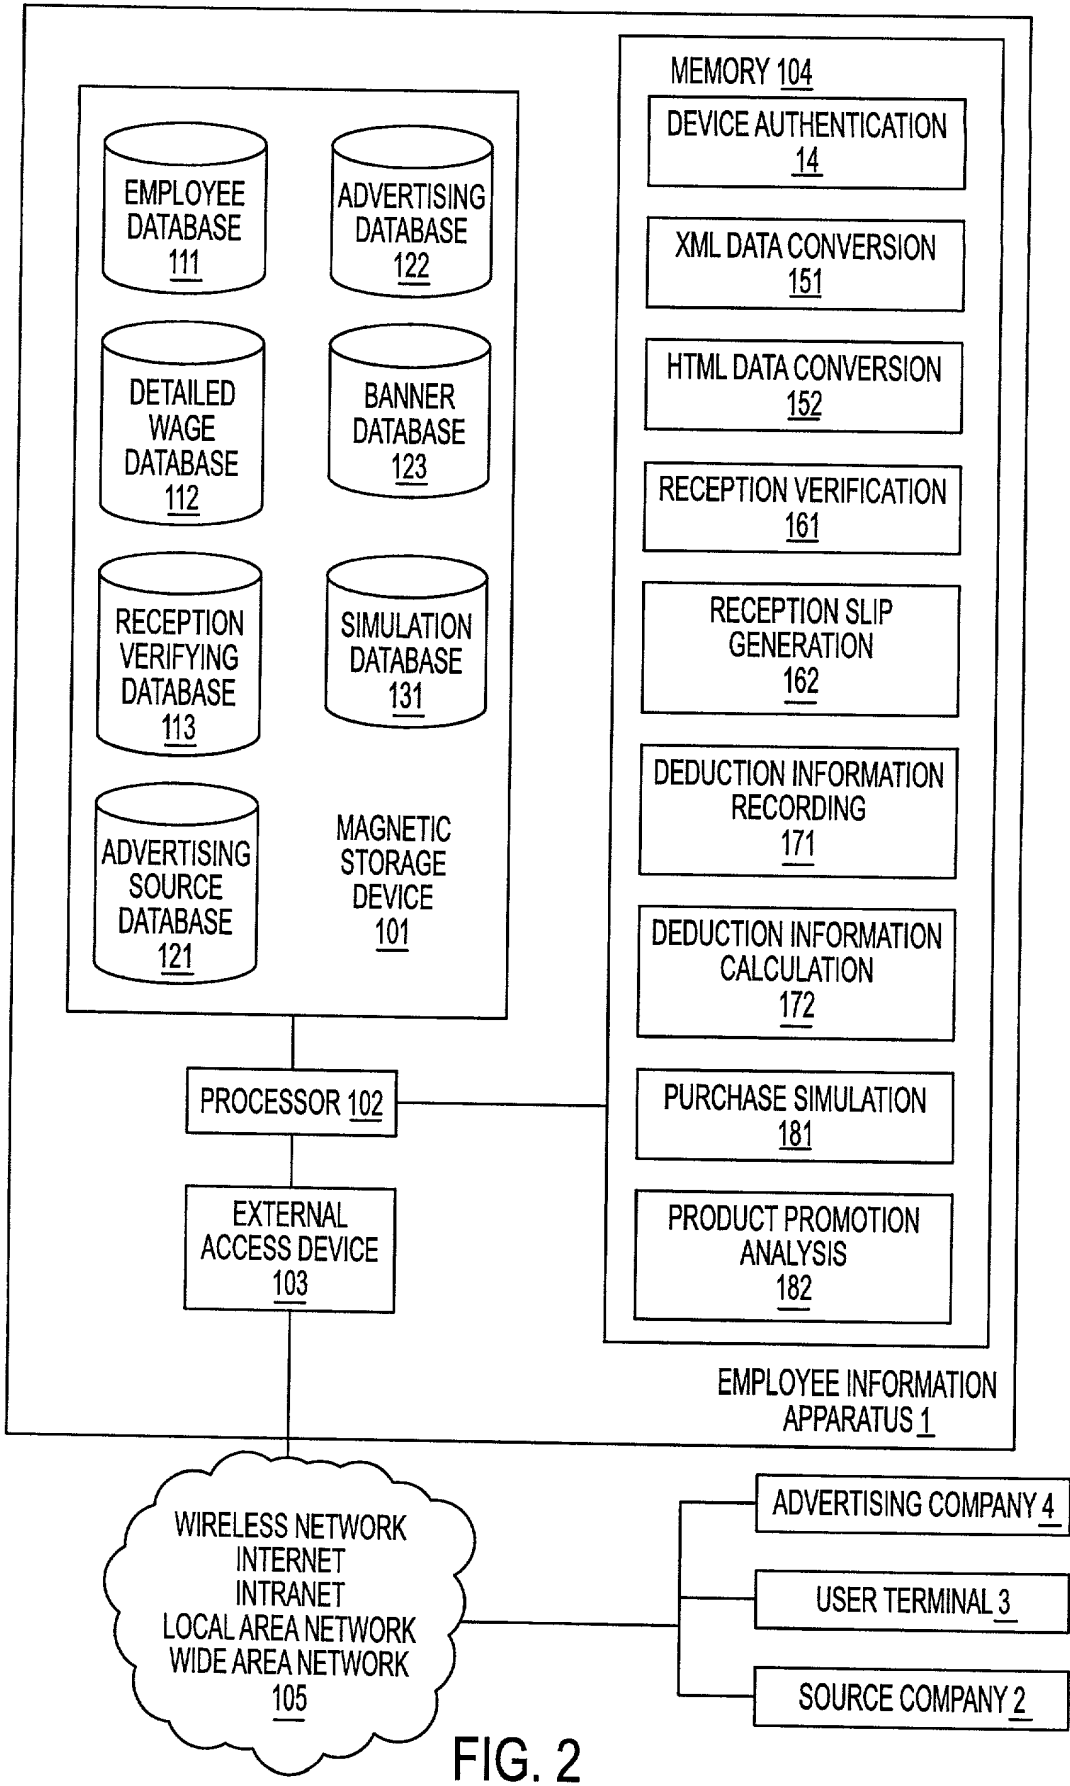 EMPLOYEE
DATABASE
111
ADVERTISING
DATABASE
122
DETAILED
WAGE
DATABASE
112
BANNER
DATABASE
123
RECEPTION
VERIFYING
DATABASE
113
SIMULATION
DATABASE
131
ADVERTISING
SOURCE
DATABASE
121
MAGNETIC
STORAGE
DEVICE
101
PROCESSOR 102
EXTERNAL
ACCESS DEVICE
103
MEMORY 104
DEVICE AUTHENTICATION
14
XML DATA CONVERSION
151
HTML DATA CONVERSION
152
RECEPTION VERIFICATION
161
RECEPTION SLIP
GENERATION
162
DEDUCTION INFORMATION
RECORDING
171
DEDUCTION INFORMATION
CALCULATION
172
PURCHASE SIMULATION
181
PRODUCT PROMOTION
ANALYSIS
182
EMPLOYEE INFORMATION
APPARATUS 1
WIRELESS NETWORK
INTERNET
INTRANET
LOCAL AREA NETWORK
WIDE AREA NETWORK
105
ADVERTISING COMPANY 4
USER TERMINAL 3
SOURCE COMPANY 2
FIG. 2